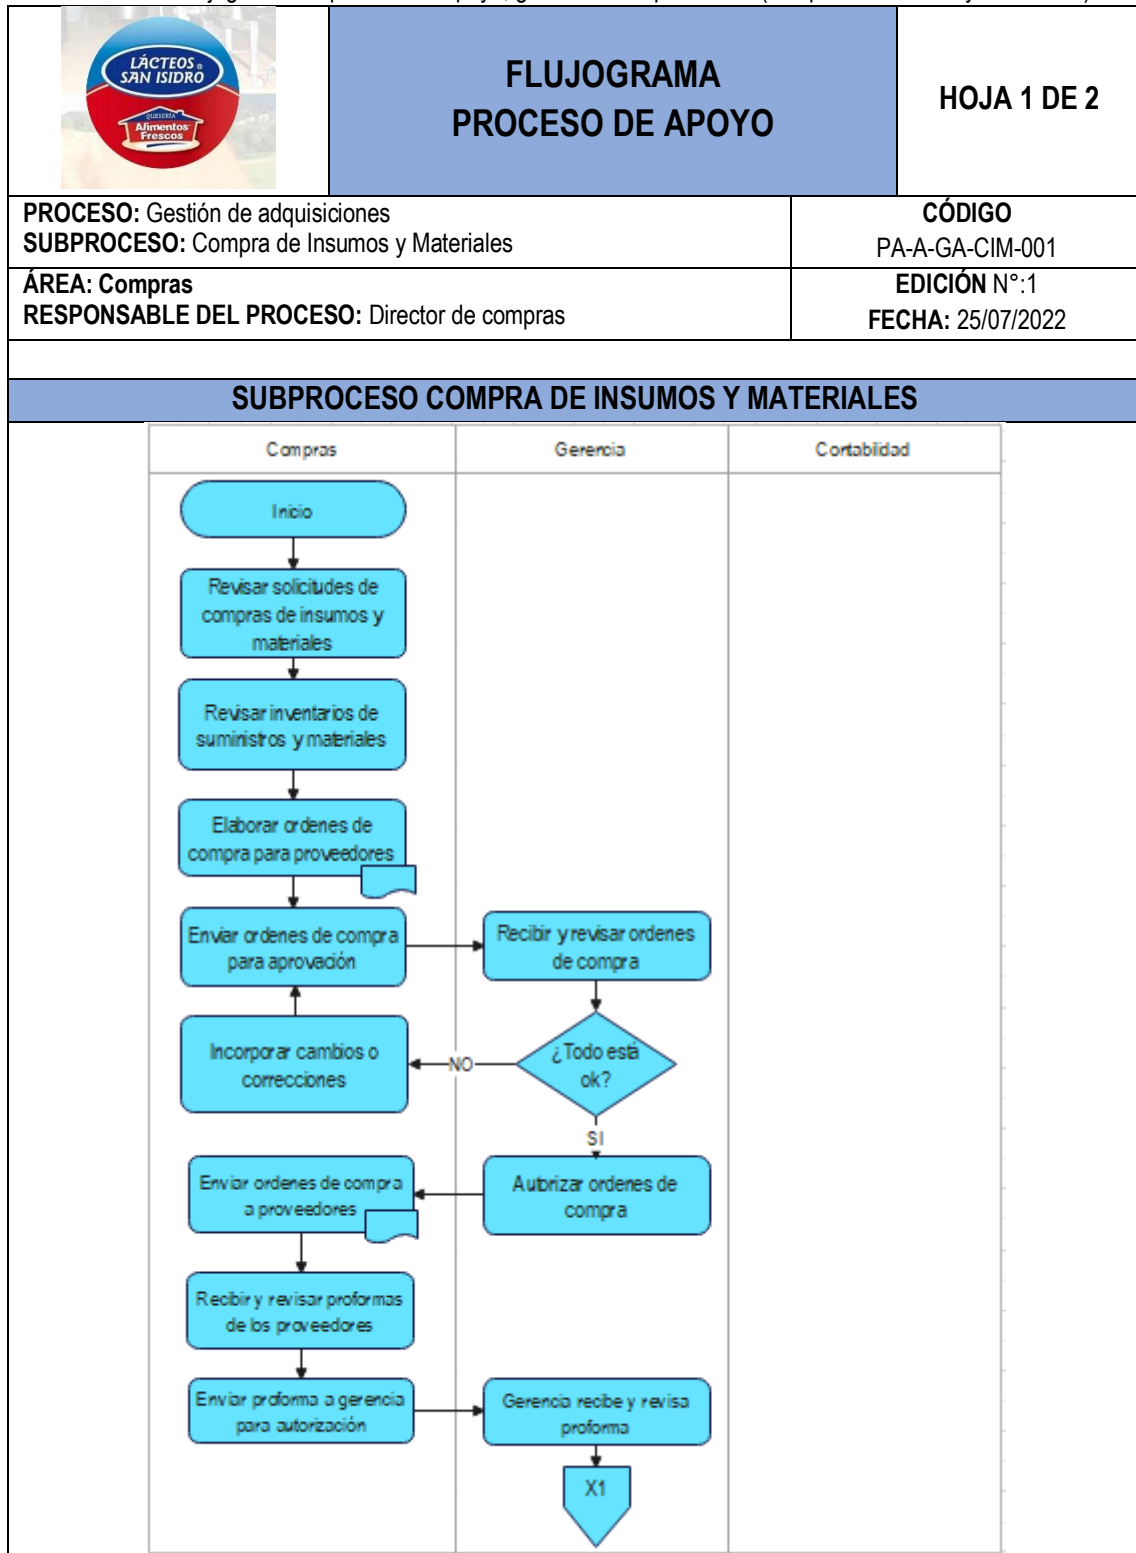 LÁCTEOS®
SAN ISIDRO
QUESERÍA
Alimentos
Frescos
FLUJOGRAMA
PROCESO DE APOYO
HOJA 1 DE 2
PROCESO: Gestión de adquisiciones
SUBPROCESO: Compra de Insumos y Materiales
CÓDIGO
PA-A-GA-CIM-001
ÁREA: Compras
RESPONSABLE DEL PROCESO: Director de compras
EDICIÓN N°:1
FECHA: 25/07/2022
SUBPROCESO COMPRA DE INSUMOS Y MATERIALES
Compras
Gerencia
Contabilidad
Inicio
Revisar solicitudes de
compras de insumos y
materiales
Revisar inventarios de
suministros y materiales
Elaborar ordenes de
compra para proveedores
Enviar ordenes de compra
para aprovación
Recibir y revisar ordenes
de compra
Incorporar cambios o
correcciones
NO
¿Todo está
ok?
SI
Enviar ordenes de compra
a proveedores
Autorizar ordenes de
compra
Recibir y revisar proformas
de los proveedores
Enviar proforma a gerencia
para autorización
Gerencia recibe y revisa
proforma
X1